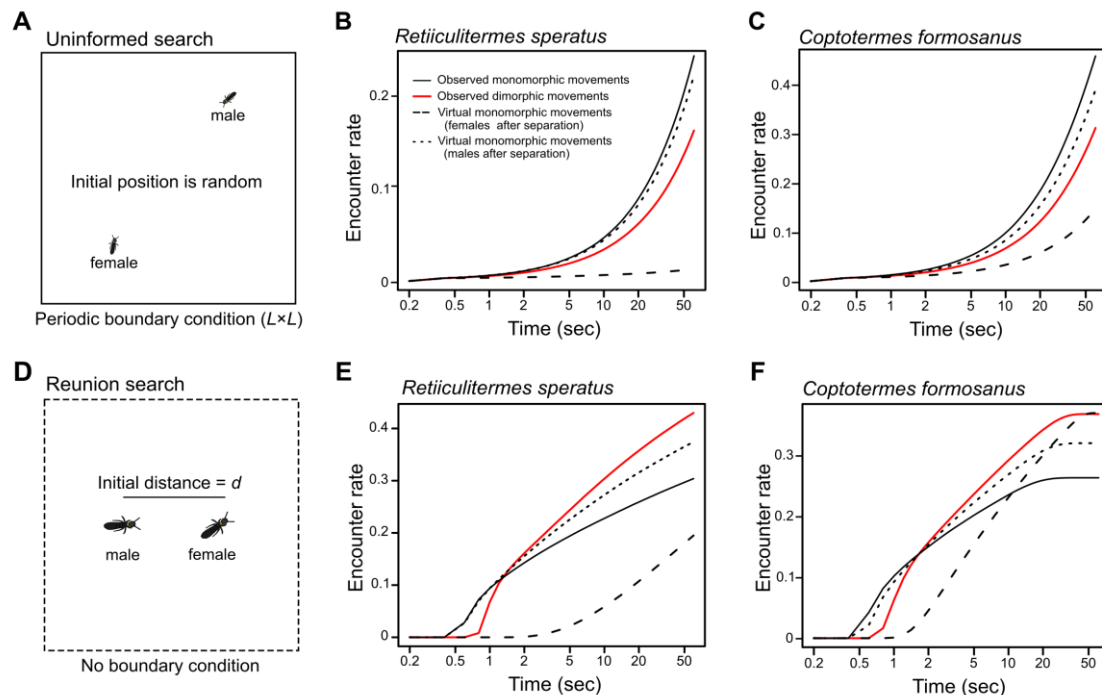 A
Uninformed search
male
Initial position is random
female
Periodic boundary condition (L×L)
B
Retiiculitermes speratus
Observed monomorphic movements
Observed dimorphic movements
Virtual monomorphic movements
(females after separation)
Virtual monomorphic movements
(males after separation)
Encounter rate
0.2
0.1
0
0.2
0.5
1
2
5
10
20
50
Time (sec)
C
Coptotermes formosanus
Encounter rate
0.4
0.3
0.2
0.1
0
0.2
0.5
1
2
5
10
20
50
Time (sec)
D
Reunion search
Initial distance = d
male
female
No boundary condition
E
Retiiculitermes speratus
Encounter rate
0.4
0.3
0.2
0.1
0
0.2
0.5
1
2
5
10
20
50
Time (sec)
F
Coptotermes formosanus
Encounter rate
0.3
0.2
0.1
0
0.2
0.5
1
2
5
10
20
50
Time (sec)